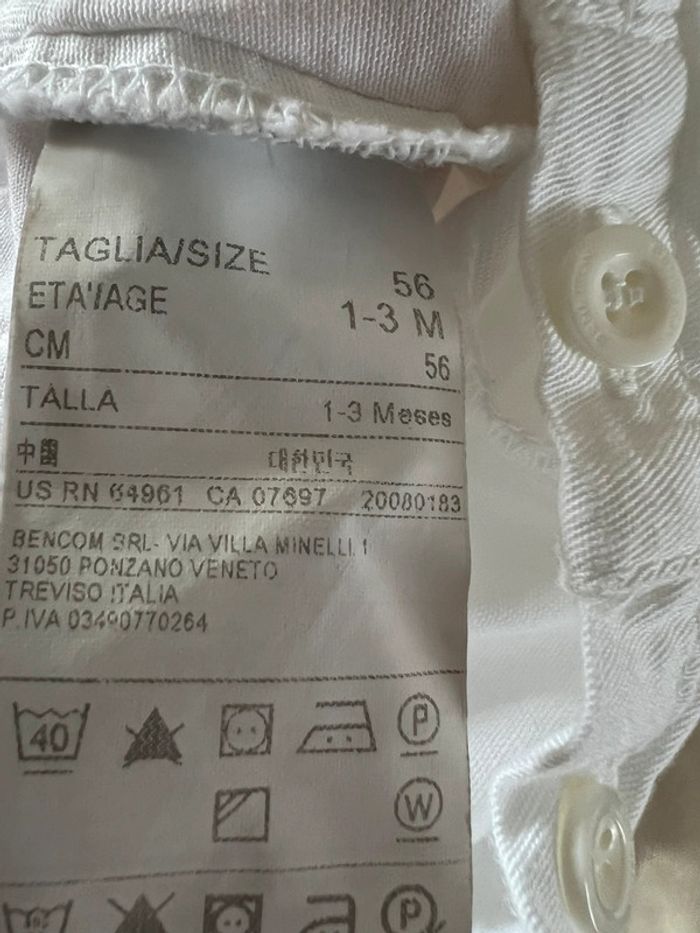 TAGLIA/SIZE 56
ETA'/AGE 1-3 M
CM 56
TALLA 1-3 Meses
中国 대한민국
US RN 64961 CA 07697 20080183
BENCOM SRL- VIA VILLA MINELLI, 1
31050 PONZANO VENETO
TREVISO ITALIA
P.IVA 03490770264
40 P
W
P